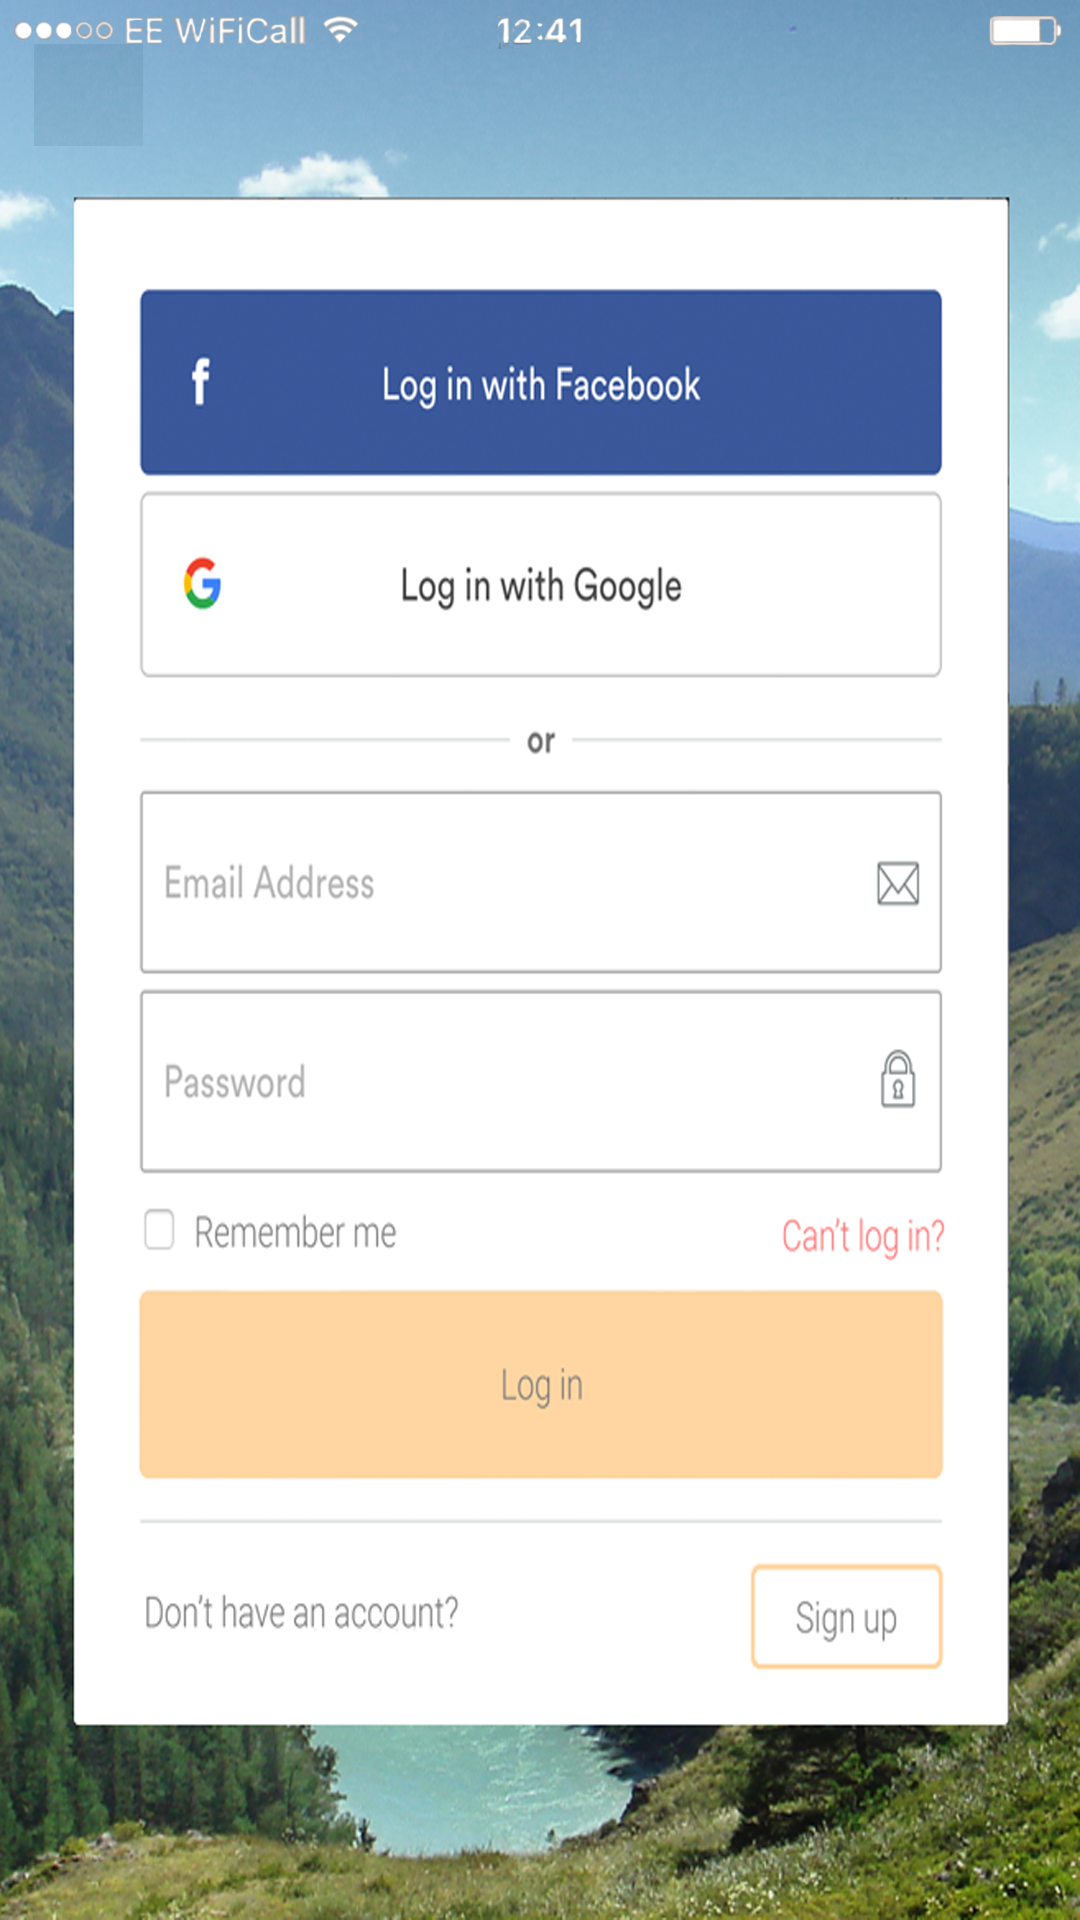 EE WiFiCall 12:41
f Log in with Facebook
G Log in with Google
or
Email Address
Password
Remember me Can't log in?
Log in
Don't have an account? Sign up